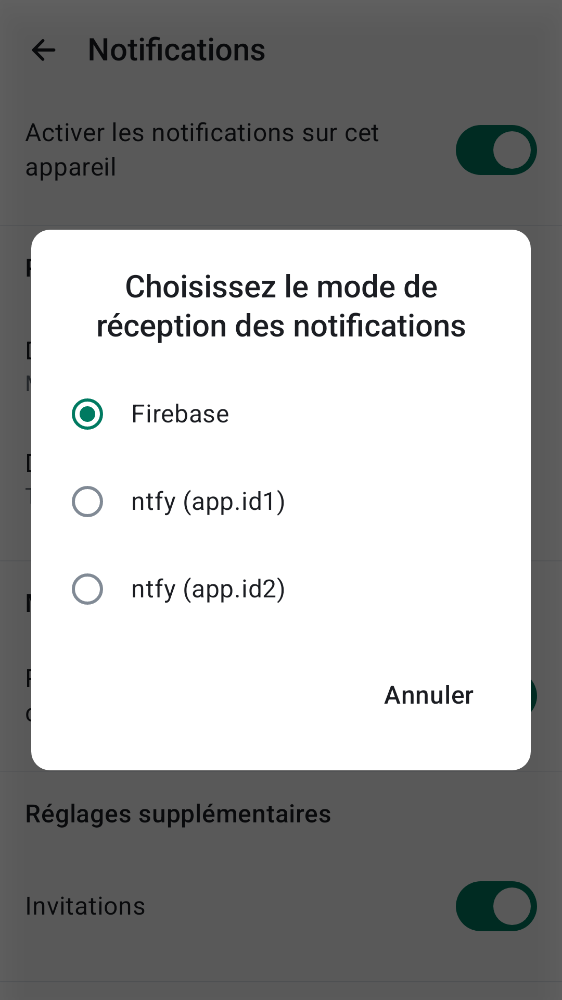 Notifications
Activer les notifications sur cet
appareil
Choisissez le mode de
réception des notifications
Firebase
ntfy (app.id1)
ntfy (app.id2)
Annuler
Réglages supplémentaires
Invitations